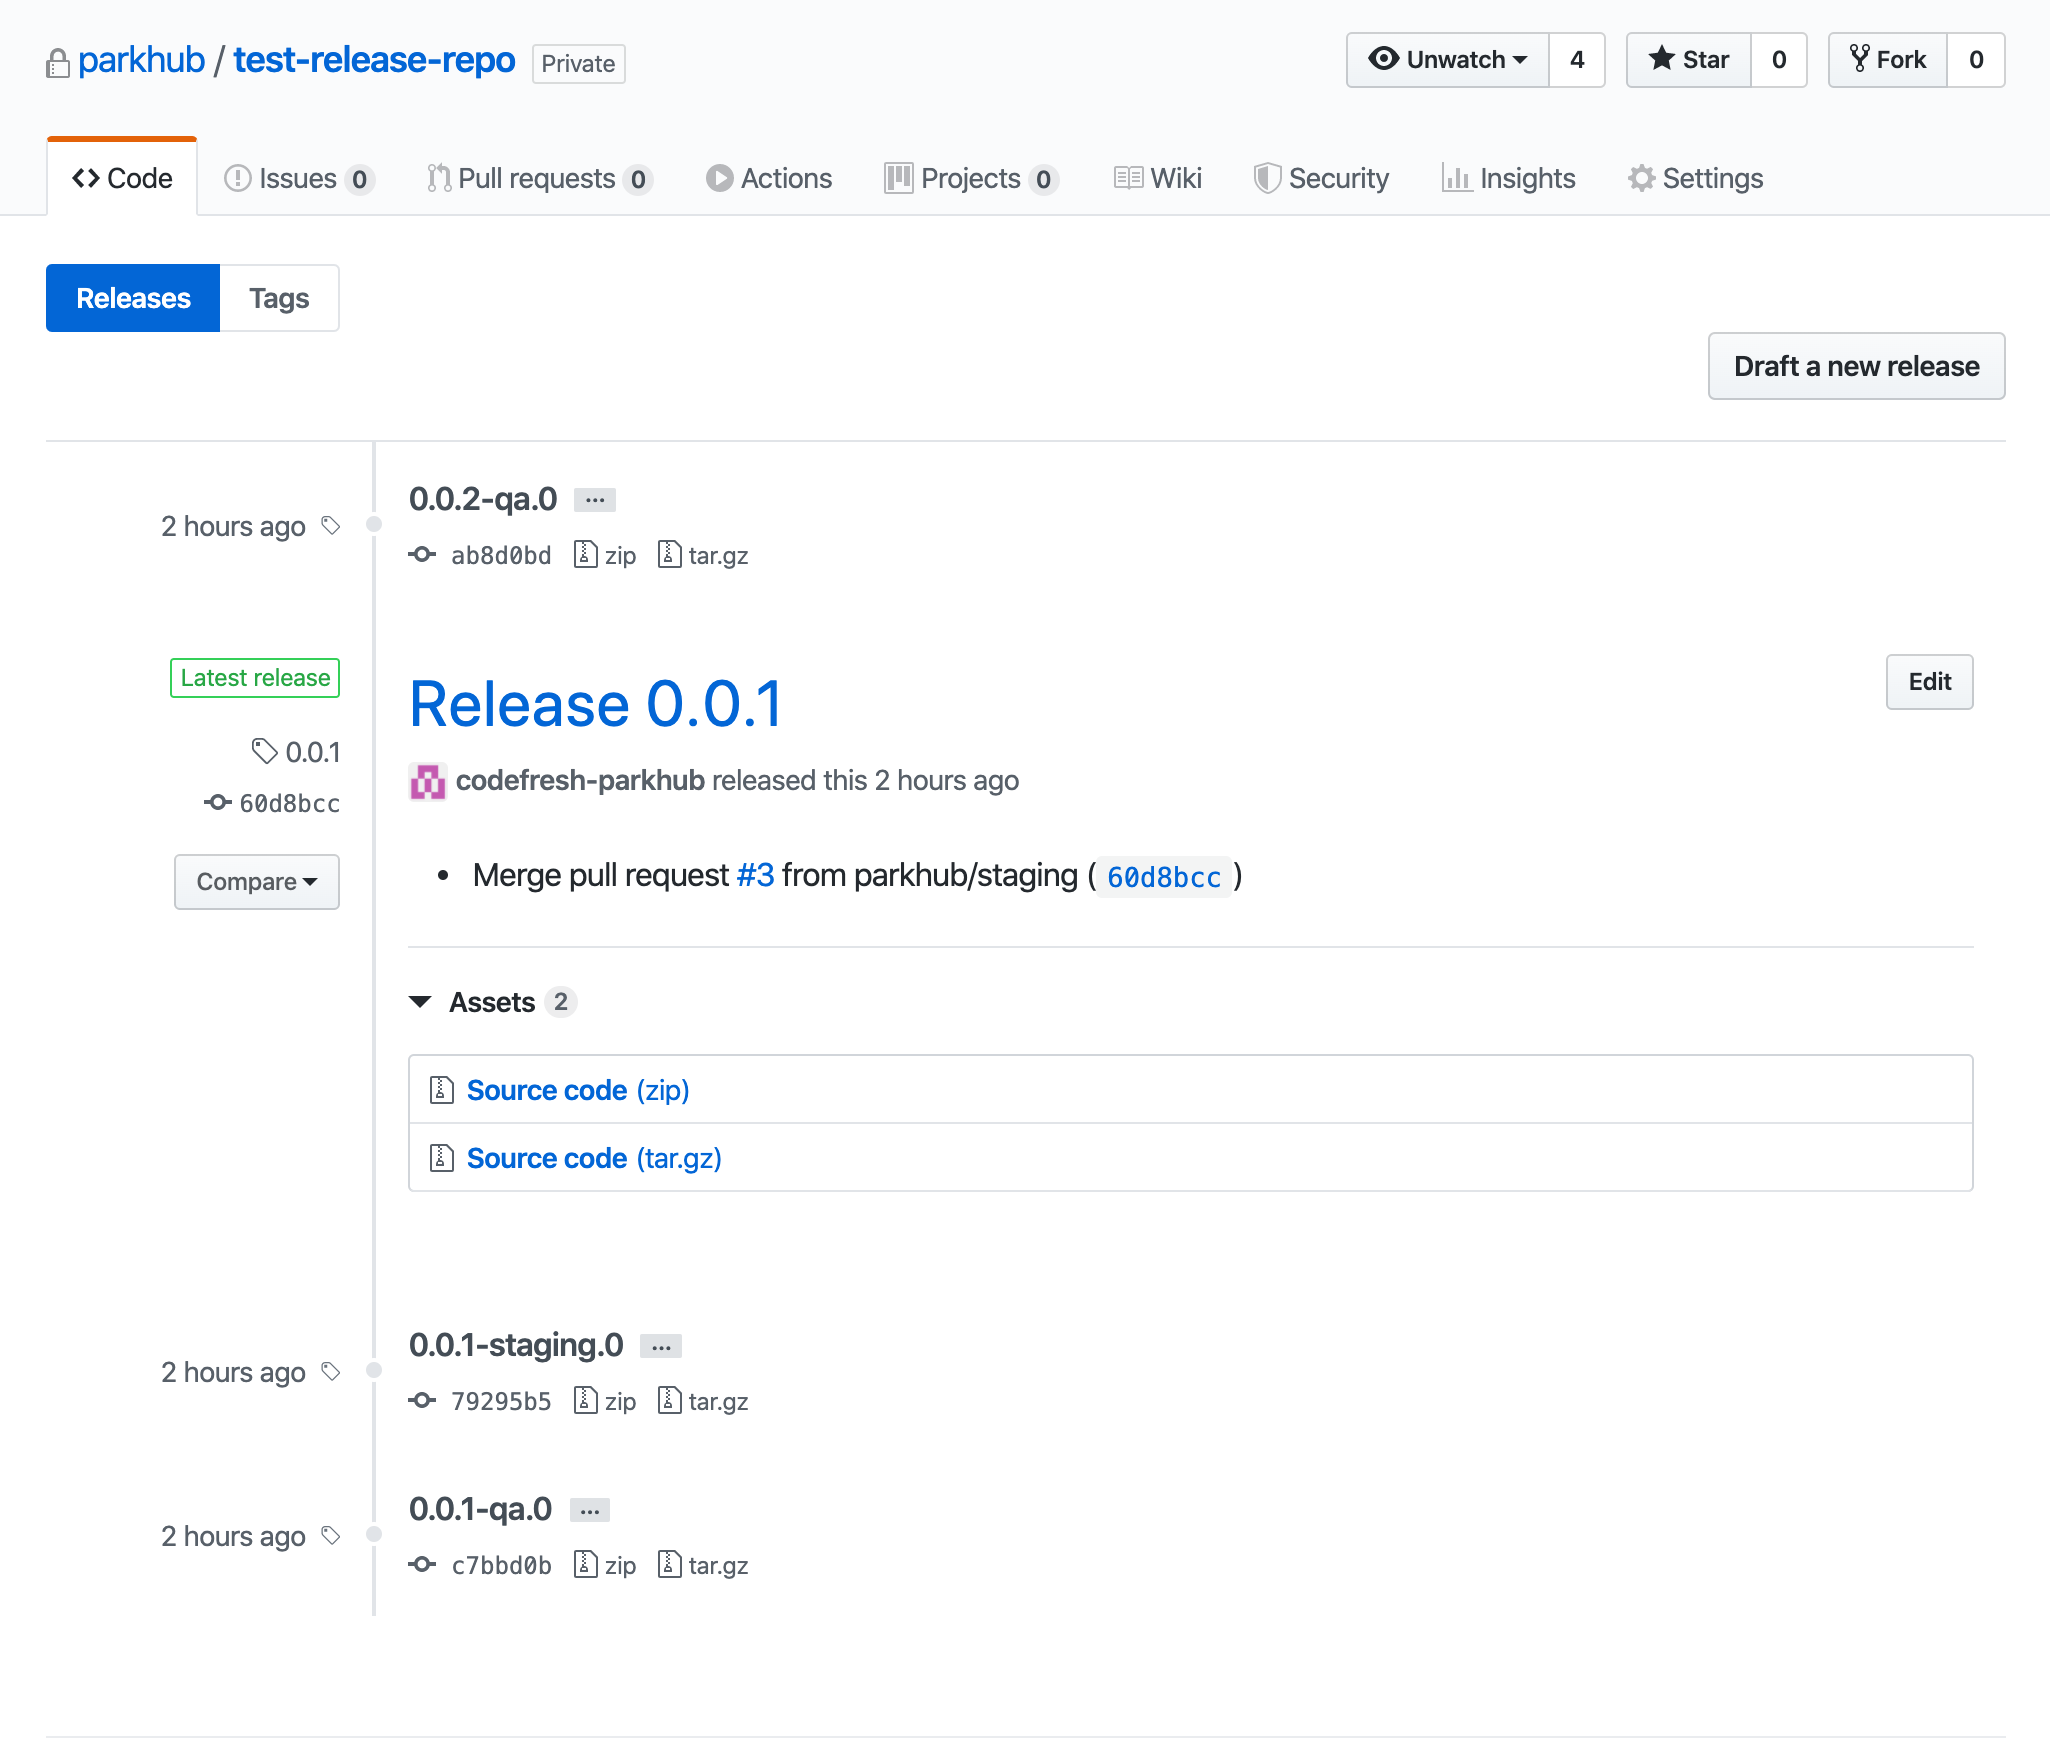 parkhub / test-release-repo Private Unwatch 4 Star 0 Fork 0
Code Issues 0 Pull requests 0 Actions Projects 0 Wiki Security Insights Settings
Releases Tags
Draft a new release
0.0.2-qa.0 ...
2 hours ago
ab8d0bd zip tar.gz
Latest release
Release 0.0.1
Edit
0.0.1
codefresh-parkhub released this 2 hours ago
60d8bcc
Compare
• Merge pull request #3 from parkhub/staging ( 60d8bcc )
Assets 2
Source code (zip)
Source code (tar.gz)
0.0.1-staging.0 ...
2 hours ago
79295b5 zip tar.gz
0.0.1-qa.0 ...
2 hours ago
c7bbd0b zip tar.gz